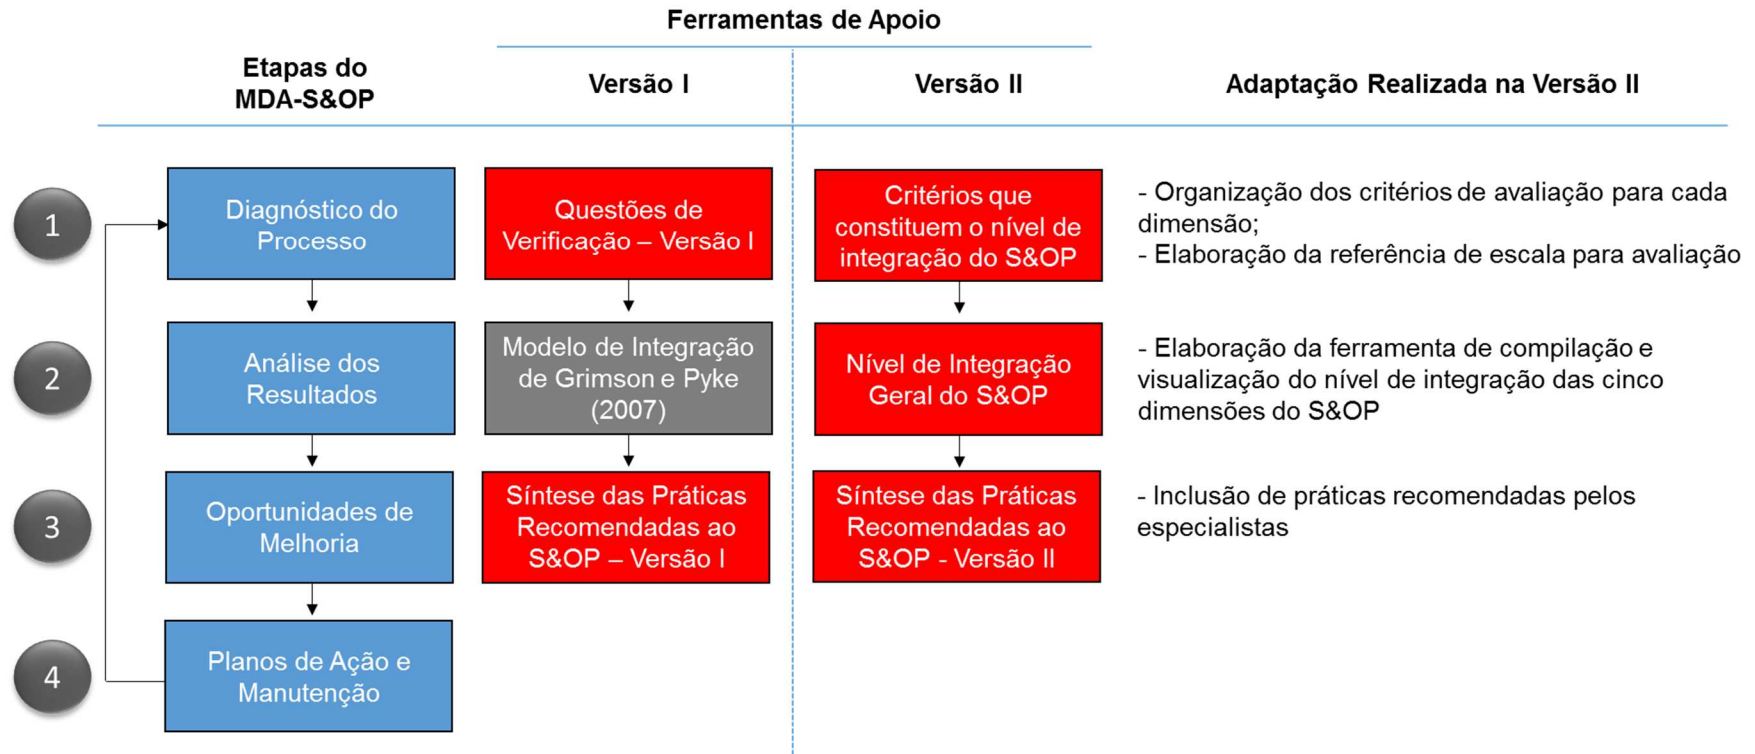 Ferramentas de Apoio
Etapas do
MDA-S&OP
Versão I
Versão II
Adaptação Realizada na Versão II
1
Diagnóstico do
Processo
Questões de
Verificação – Versão I
Critérios que
constituem o nível de
integração do S&OP
- Organização dos critérios de avaliação para cada
dimensão;
- Elaboração da referência de escala para avaliação
2
Análise dos
Resultados
Modelo de Integração
de Grimson e Pyke
(2007)
Nível de Integração
Geral do S&OP
- Elaboração da ferramenta de compilação e
visualização do nível de integração das cinco
dimensões do S&OP
3
Oportunidades de
Melhoria
Síntese das Práticas
Recomendadas ao
S&OP – Versão I
Síntese das Práticas
Recomendadas ao
S&OP - Versão II
- Inclusão de práticas recomendadas pelos
especialistas
4
Planos de Ação e
Manutenção